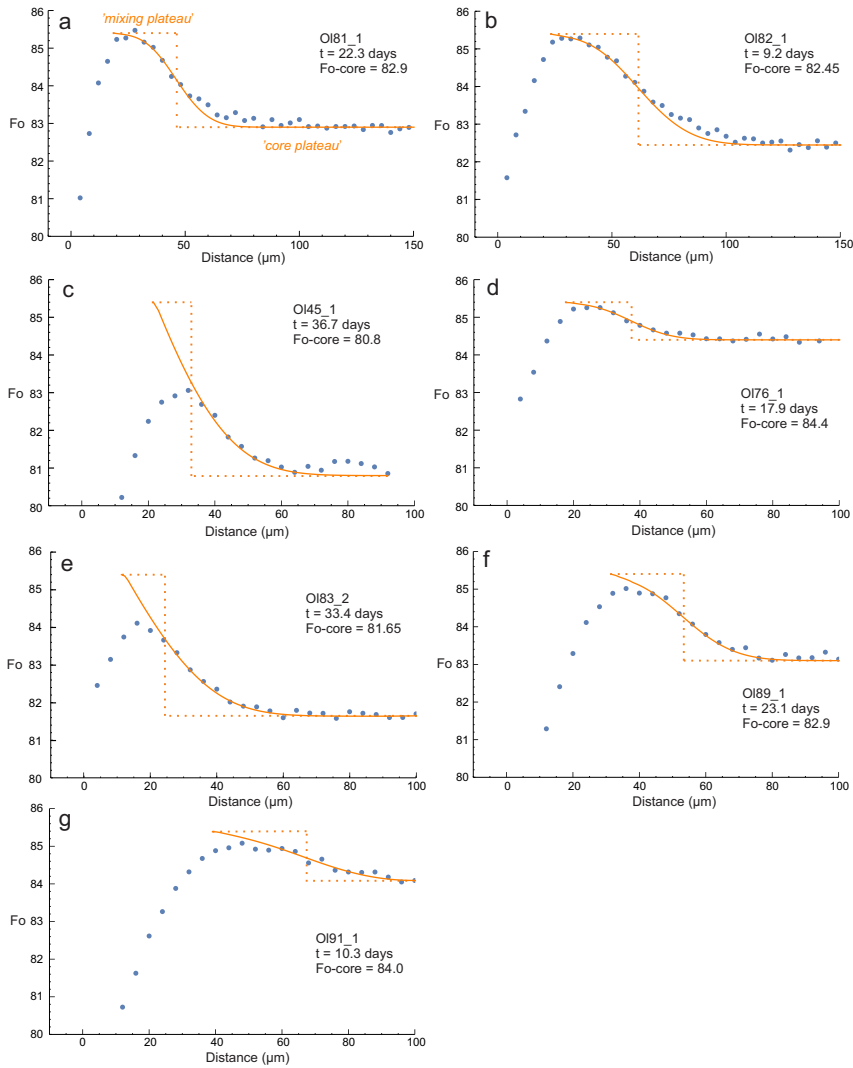 a
'mixing plateau'
Ol81_1
t = 22.3 days
Fo-core = 82.9
'core plateau'
86
85
84
Fo
83
82
81
80
0
50
100
150
Distance (µm)
b
Ol82_1
t = 9.2 days
Fo-core = 82.45
86
85
84
83
82
81
80
0
50
100
150
Distance (µm)
c
Ol45_1
t = 36.7 days
Fo-core = 80.8
86
85
84
Fo
83
82
81
80
0
20
40
60
80
100
Distance (µm)
d
Ol76_1
t = 17.9 days
Fo-core = 84.4
86
85
84
83
82
81
80
0
20
40
60
80
100
Distance (µm)
e
Ol83_2
t = 33.4 days
Fo-core = 81.65
86
85
84
Fo
83
82
81
80
0
20
40
60
80
100
Distance (µm)
f
Ol89_1
t = 23.1 days
Fo-core = 82.9
86
85
84
83
82
81
80
0
20
40
60
80
100
Distance (µm)
g
Ol91_1
t = 10.3 days
Fo-core = 84.0
86
85
84
Fo
83
82
81
80
0
20
40
60
80
100
Distance (µm)